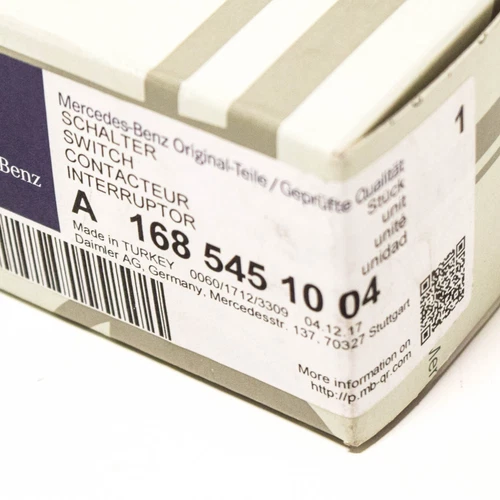 Benz
Mercedes-Benz Original-Teile / Geprüfte Qualität
SCHALTER
SWITCH
CONTACTEUR
INTERRUPTOR
1
Stück
unit
unité
unidad
A 168 545 10 04
Made in TURKEY 0060/1712/3309 04.12.17
Daimler AG, Germany, Mercedesstr. 137, 70327 Stuttgart
More information on
http://p.mb-qr.com